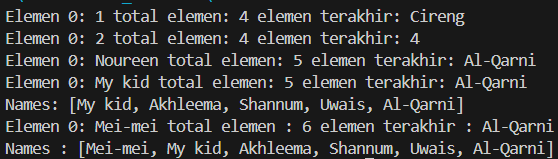 Elemen 0: 1 total elemen: 4 elemen terakhir: Cireng
Elemen 0: 2 total elemen: 4 elemen terakhir: 4
Elemen 0: Noureen total elemen: 5 elemen terakhir: Al-Qarni
Elemen 0: My kid total elemen: 5 elemen terakhir: Al-Qarni
Names: [My kid, Akhleema, Shannum, Uwais, Al-Qarni]
Elemen 0: Mei-mei total elemen : 6 elemen terakhir : Al-Qarni
Names : [Mei-mei, My kid, Akhleema, Shannum, Uwais, Al-Qarni]